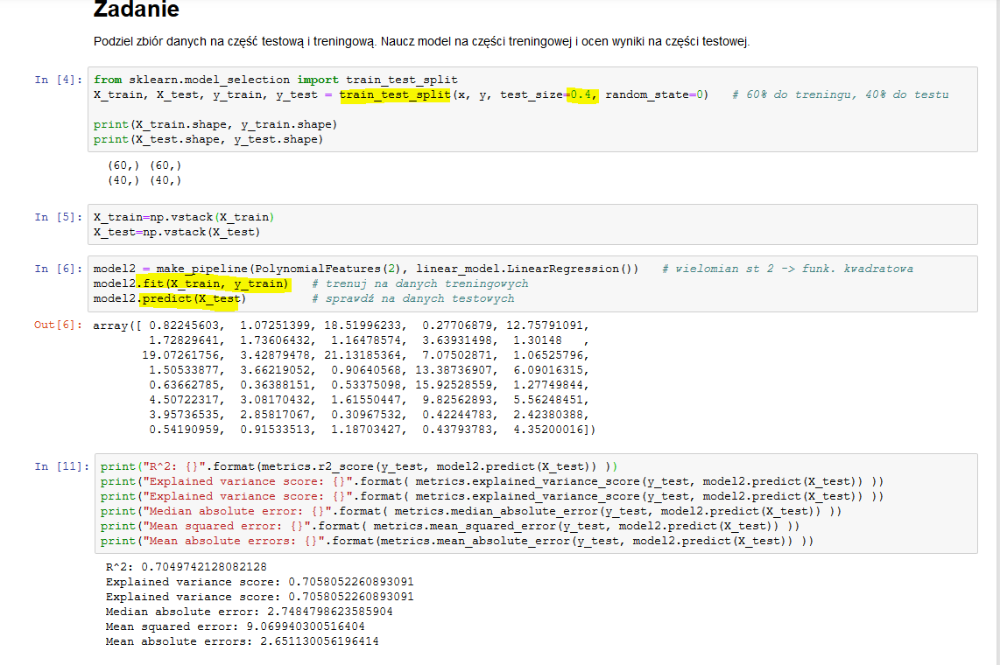 Zadanie
Podziel zbiór danych na część testową i treningową. Naucz model na części treningowej i ocen wyniki na części testowej.
In [4]: from sklearn.model_selection import train_test_split
X_train, X_test, y_train, y_test = train_test_split(x, y, test_size=0.4, random_state=0)   # 60% do treningu, 40% do testu
print(X_train.shape, y_train.shape)
print(X_test.shape, y_test.shape)
(60,) (60,)
(40,) (40,)
In [5]: X_train=np.vstack(X_train)
X_test=np.vstack(X_test)
In [6]: model2 = make_pipeline(PolynomialFeatures(2), linear_model.LinearRegression())   # wielomian st 2 -> funk. kwadratowa
model2.fit(X_train, y_train)   # trenuj na danych treningowych
model2.predict(X_test)         # sprawdź na danych testowych
Out[6]: array([ 0.82245603,  1.07251399, 18.51996233,  0.27706879, 12.75791091,
1.72829641,  1.73606432,  1.16478574,  3.63931498,  1.30148   ,
19.07261756,  3.42879478, 21.13185364,  7.07502871,  1.06525796,
1.50533877,  3.66219052,  0.90640568, 13.38736907,  6.09016315,
0.63662785,  0.36388151,  0.53375098, 15.92528559,  1.27749844,
4.50722317,  3.08170432,  1.61550447,  9.82562893,  5.56248451,
3.95736535,  2.85817067,  0.30967532,  0.42244783,  2.42380388,
0.54190959,  0.91533513,  1.18703427,  0.43793783,  4.35200016])
In [11]: print("R^2: {}".format(metrics.r2_score(y_test, model2.predict(X_test)) ))
print("Explained variance score: {}".format( metrics.explained_variance_score(y_test, model2.predict(X_test)) ))
print("Explained variance score: {}".format( metrics.explained_variance_score(y_test, model2.predict(X_test)) ))
print("Median absolute error: {}".format( metrics.median_absolute_error(y_test, model2.predict(X_test)) ))
print("Mean squared error: {}".format( metrics.mean_squared_error(y_test, model2.predict(X_test)) ))
print("Mean absolute errors: {}".format(metrics.mean_absolute_error(y_test, model2.predict(X_test)) ))
R^2: 0.7049742128082128
Explained variance score: 0.7058052260893091
Explained variance score: 0.7058052260893091
Median absolute error: 2.7484798623585904
Mean squared error: 9.069940300516404
Mean absolute errors: 2.651130056196414